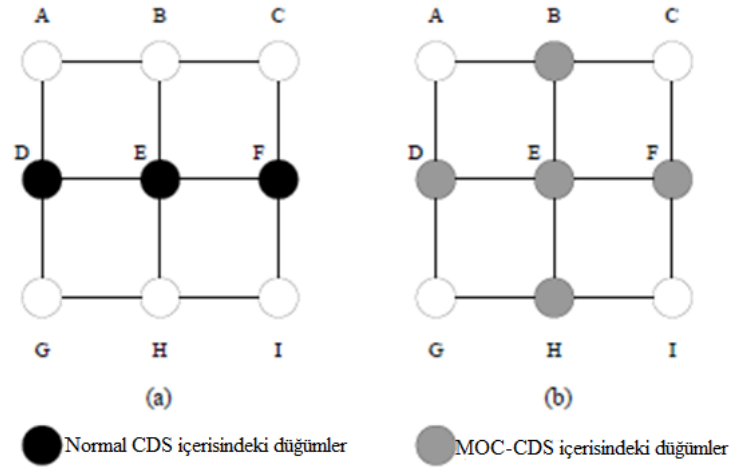 A B C A B C
D E F D E F
G H I G H I
(a) (b)
Normal CDS içerisindeki düğümler MOC-CDS içerisindeki düğümler